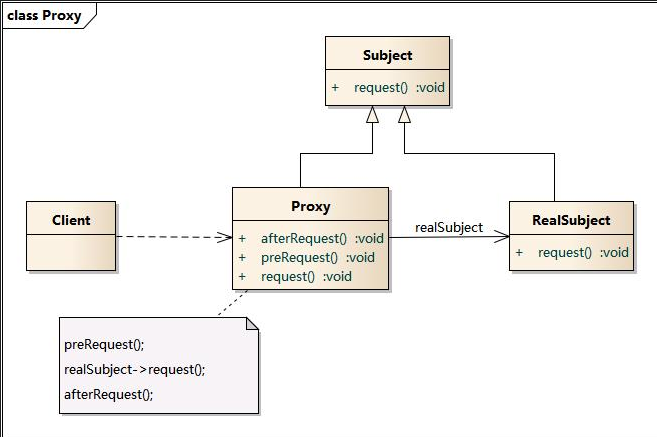 class Proxy
Subject
+ request() :void
Client
Proxy
+ afterRequest() :void
+ preRequest() :void
+ request() :void
realSubject
RealSubject
+ request() :void
preRequest();
realSubject->request();
afterRequest();